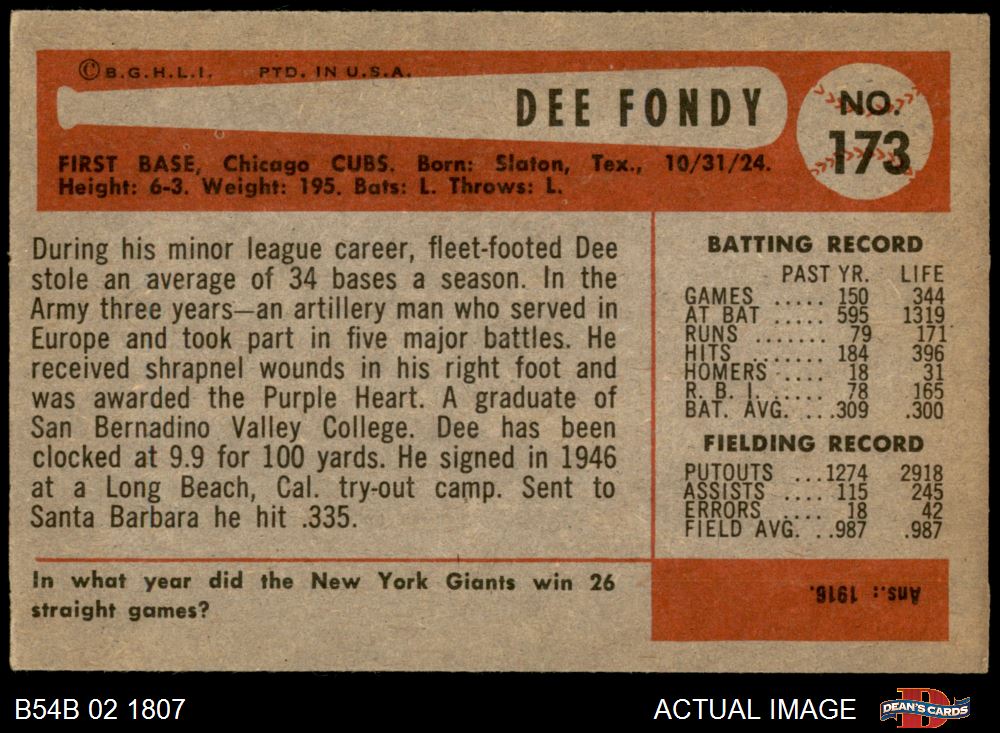 ©B.G.H.L.I. PTD. IN U.S.A.
DEE FONDY
NO.
173
FIRST BASE, Chicago CUBS. Born: Slaton, Tex., 10/31/24.
Height: 6-3. Weight: 195. Bats: L. Throws: L.
During his minor league career, fleet-footed Dee
stole an average of 34 bases a season. In the
Army three years—an artillery man who served in
Europe and took part in five major battles. He
received shrapnel wounds in his right foot and
was awarded the Purple Heart. A graduate of
San Bernadino Valley College. Dee has been
clocked at 9.9 for 100 yards. He signed in 1946
at a Long Beach, Cal. try-out camp. Sent to
Santa Barbara he hit .335.
BATTING RECORD
PAST YR. LIFE
GAMES ..... 150 344
AT BAT ..... 595 1319
RUNS ....... 79 171
HITS ....... 184 396
HOMERS .... 18 31
R. B. I. ..... 78 165
BAT. AVG. ...309 .300
FIELDING RECORD
PUTOUTS ...1274 2918
ASSISTS .... 115 245
ERRORS .... 18 42
FIELD AVG. ..987 .987
In what year did the New York Giants win 26
straight games?
Ans.: 1916.
B54B 02 1807
ACTUAL IMAGE
D
DEAN'S CARDS